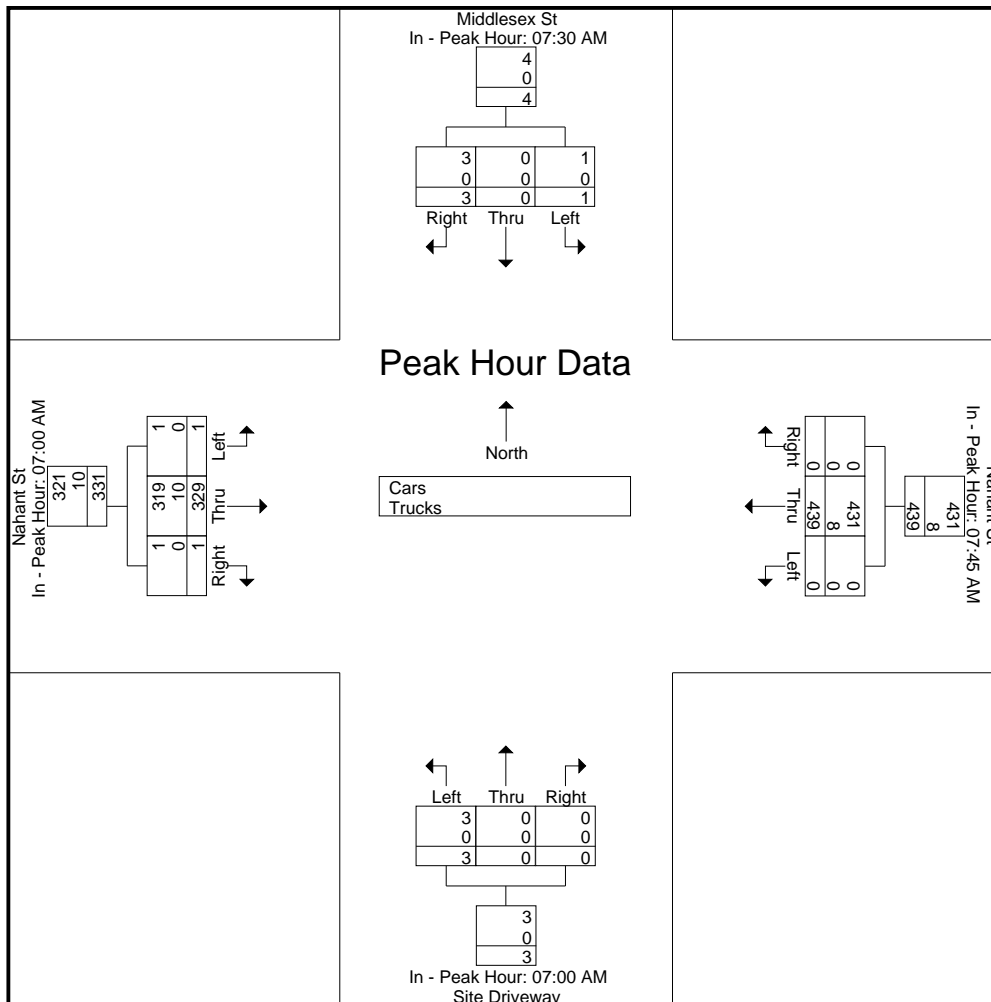 Middlesex St
In - Peak Hour: 07:30 AM
4
0
4
3 0 1
0 0 0
3 0 1
Right Thru Left
Peak Hour Data
North
Cars
Trucks
Nahant St
In - Peak Hour: 07:00 AM
321
10
331
1 0 1
Left
319 10 329
Thru
1 0 1
Right
Right
0 0 0
Thru
439 8 431
Left
0 0 0
439
8
431
In - Peak Hour: 07:45 AM
Nahant St
Left Thru Right
3 0 0
0 0 0
3 0 0
3
0
3
In - Peak Hour: 07:00 AM
Site Driveway